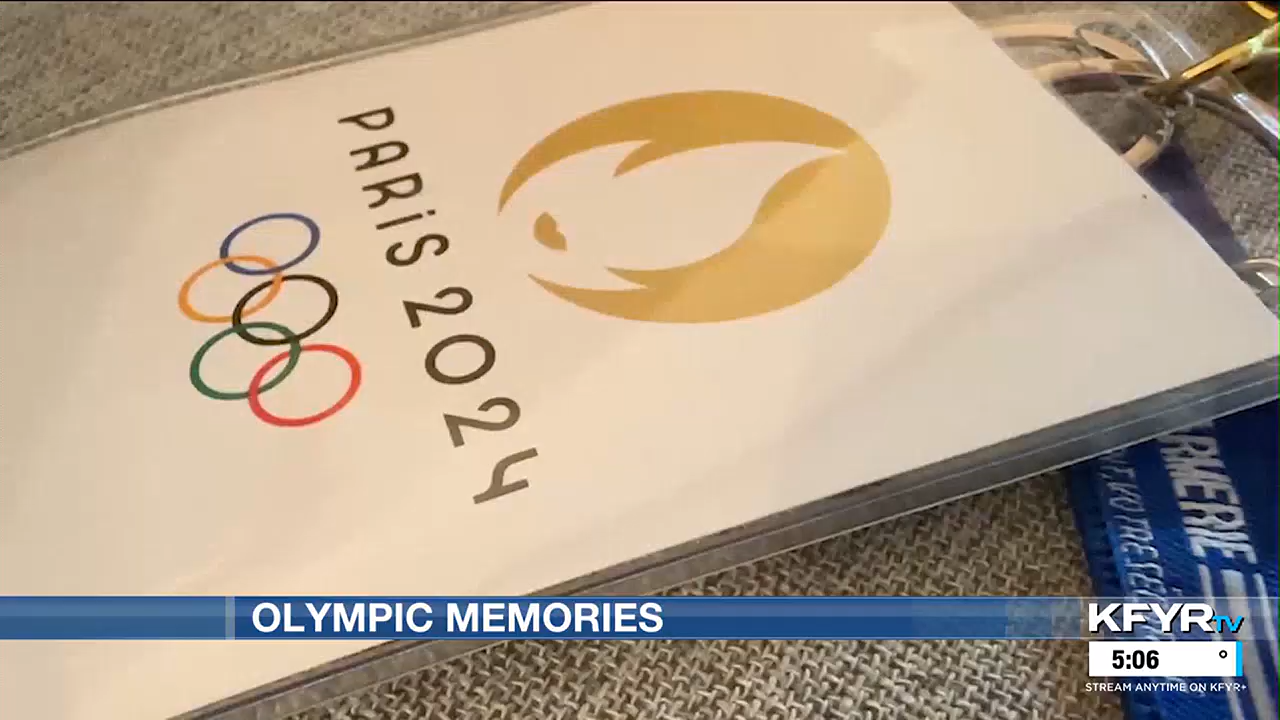 PARiS 2024
OLYMPIC MEMORIES
KFYRTV
5:06 °
STREAM ANYTIME ON KFYR+